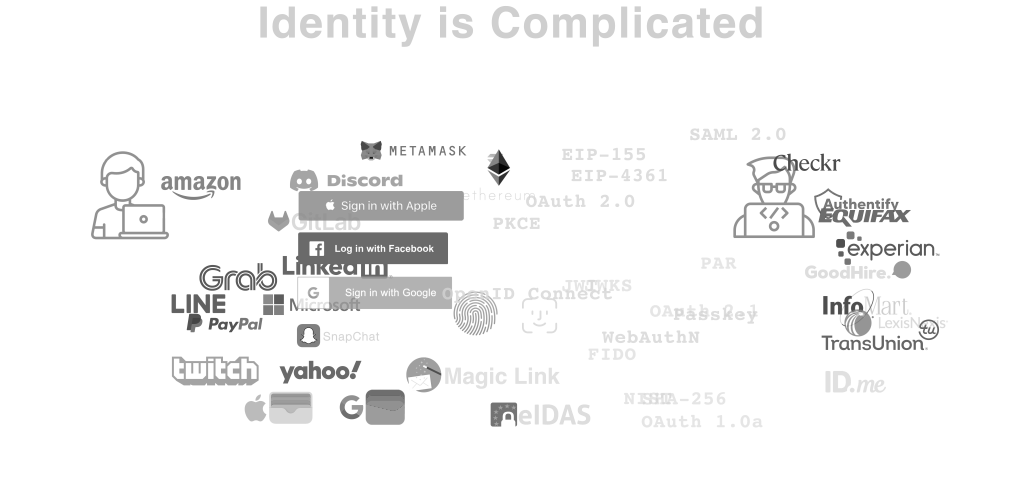 Identity is Complicated
SAML 2.0
METAMASK
EIP-155
Checkr
EIP-4361
amazon
Discord
ethereum
OAuth 2.0
Sign in with Apple
Authentify
EQUIFAX
GitLab
PKCE
Log in with Facebook
experian.
PAR
LinkedIn
GoodHire.
Grab
G Sign in with Google
OpenID Connect
JWKS
LINE
Microsoft
InfoMart.
OAuth 2.1
Passkey
PayPal
LexisNexis
tu
SnapChat
WebAuthN
TransUnion
FIDO
twitch
yahoo!
Magic Link
ID.me
NIST
SHA-256
G
eIDAS
OAuth 1.0a